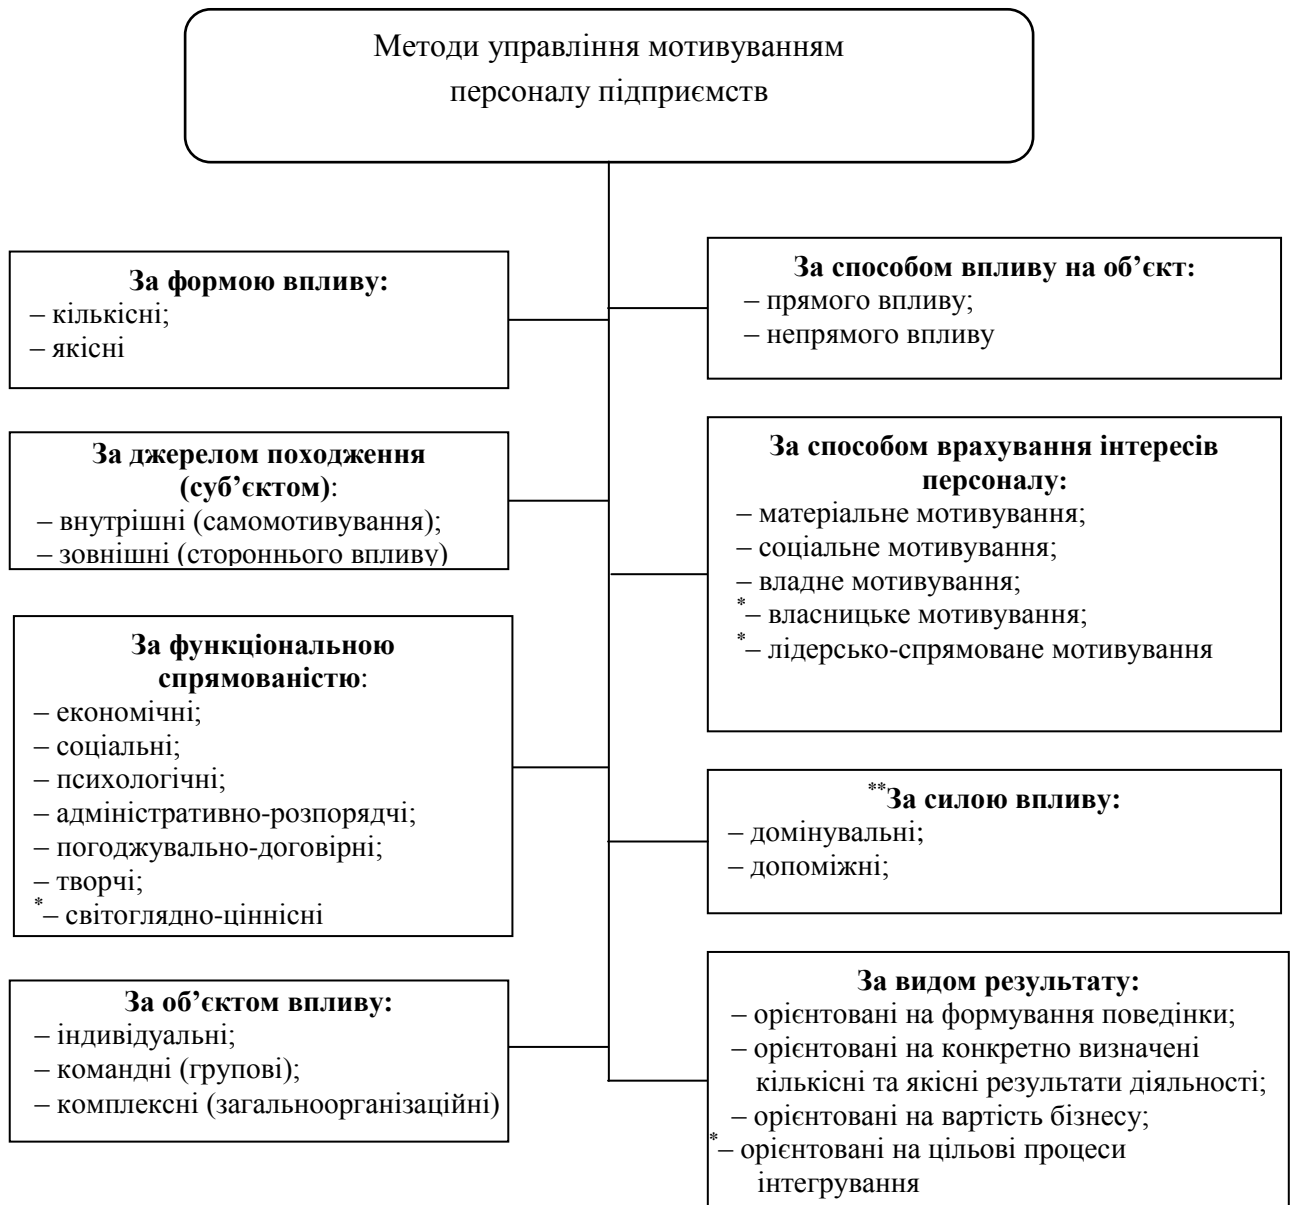 Методи управління мотивуванням
персоналу підприємств
За формою впливу:
– кількісні;
– якісні
За джерелом походження
(суб’єктом):
– внутрішні (самомотивування);
– зовнішні (стороннього впливу)
За функціональною
спрямованістю:
– економічні;
– соціальні;
– психологічні;
– адміністративно-розпорядчі;
– погоджувально-договірні;
– творчі;
*– світоглядно-ціннісні
За об’єктом впливу:
– індивідуальні;
– командні (групові);
– комплексні (загальноорганізаційні)
За способом впливу на об’єкт:
– прямого впливу;
– непрямого впливу
За способом врахування інтересів
персоналу:
– матеріальне мотивування;
– соціальне мотивування;
– владне мотивування;
*– власницьке мотивування;
*– лідерсько-спрямоване мотивування
**За силою впливу:
– домінувальні;
– допоміжні;
За видом результату:
– орієнтовані на формування поведінки;
– орієнтовані на конкретно визначені
кількісні та якісні результати діяльності;
– орієнтовані на вартість бізнесу;
*– орієнтовані на цільові процеси
інтегрування